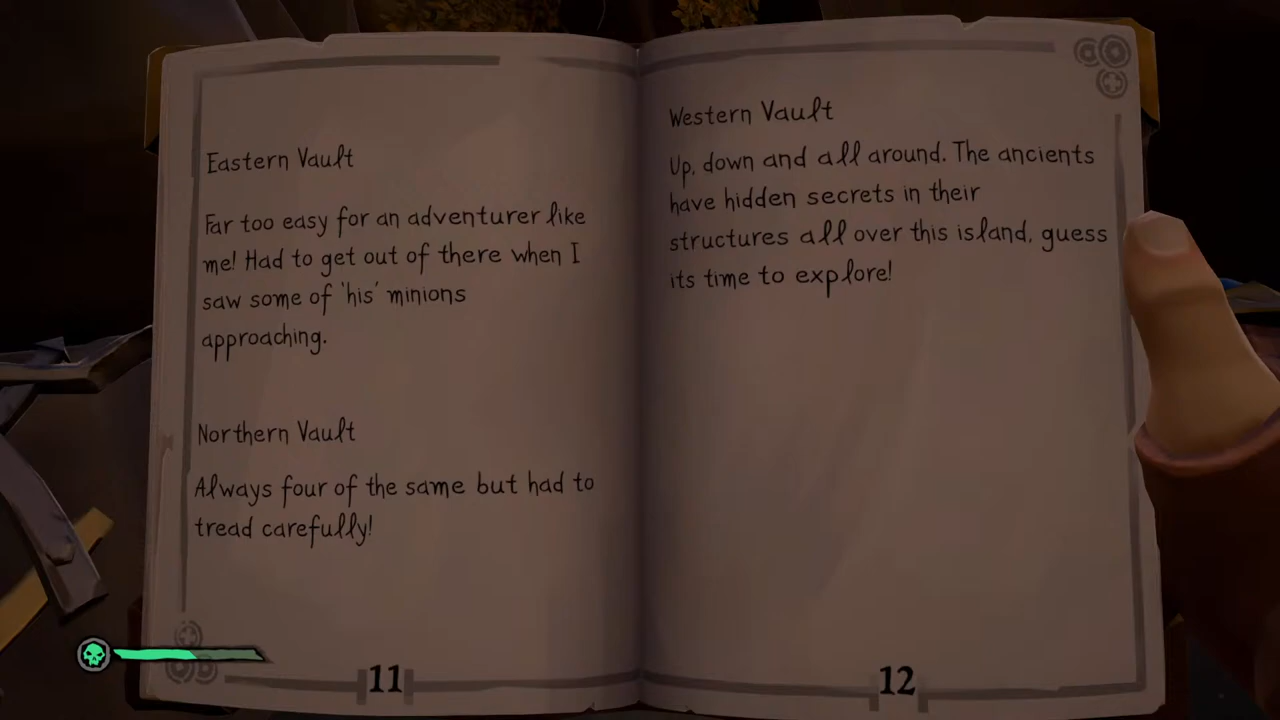 Eastern Vault
Far too easy for an adventurer like
me! Had to get out of there when I
saw some of 'his' minions
approaching.
Northern Vault
Always four of the same but had to
tread carefully!
11
Western Vault
Up, down and all around. The ancients
have hidden secrets in their
structures all over this island, guess
its time to explore!
12